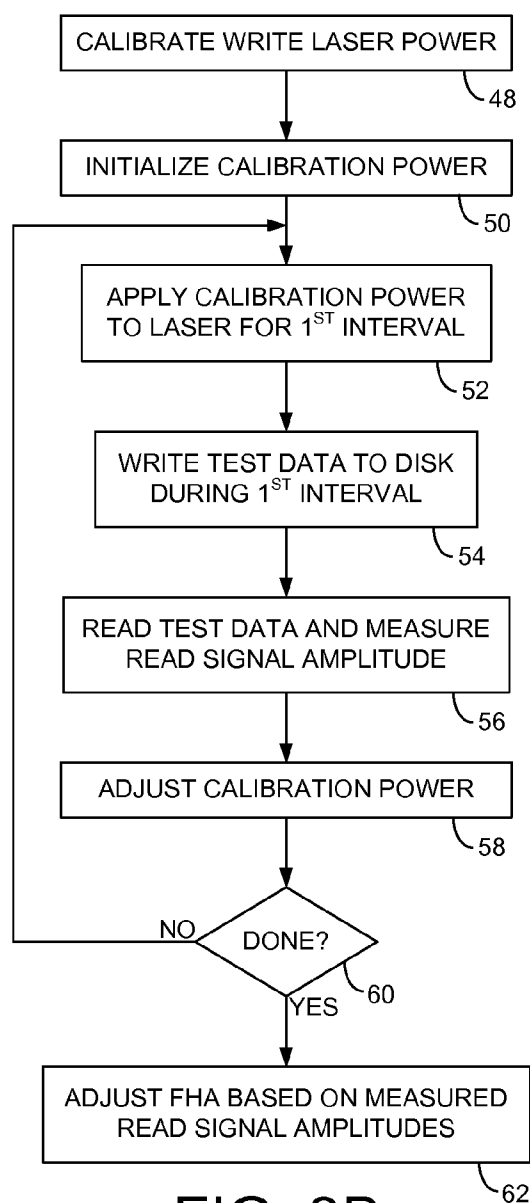 CALIBRATE WRITE LASER POWER
48
INITIALIZE CALIBRATION POWER
50
APPLY CALIBRATION POWER
TO LASER FOR 1ST INTERVAL
52
WRITE TEST DATA TO DISK
DURING 1ST INTERVAL
54
READ TEST DATA AND MEASURE
READ SIGNAL AMPLITUDE
56
ADJUST CALIBRATION POWER
58
NO
DONE?
60
YES
ADJUST FHA BASED ON MEASURED
READ SIGNAL AMPLITUDES
62